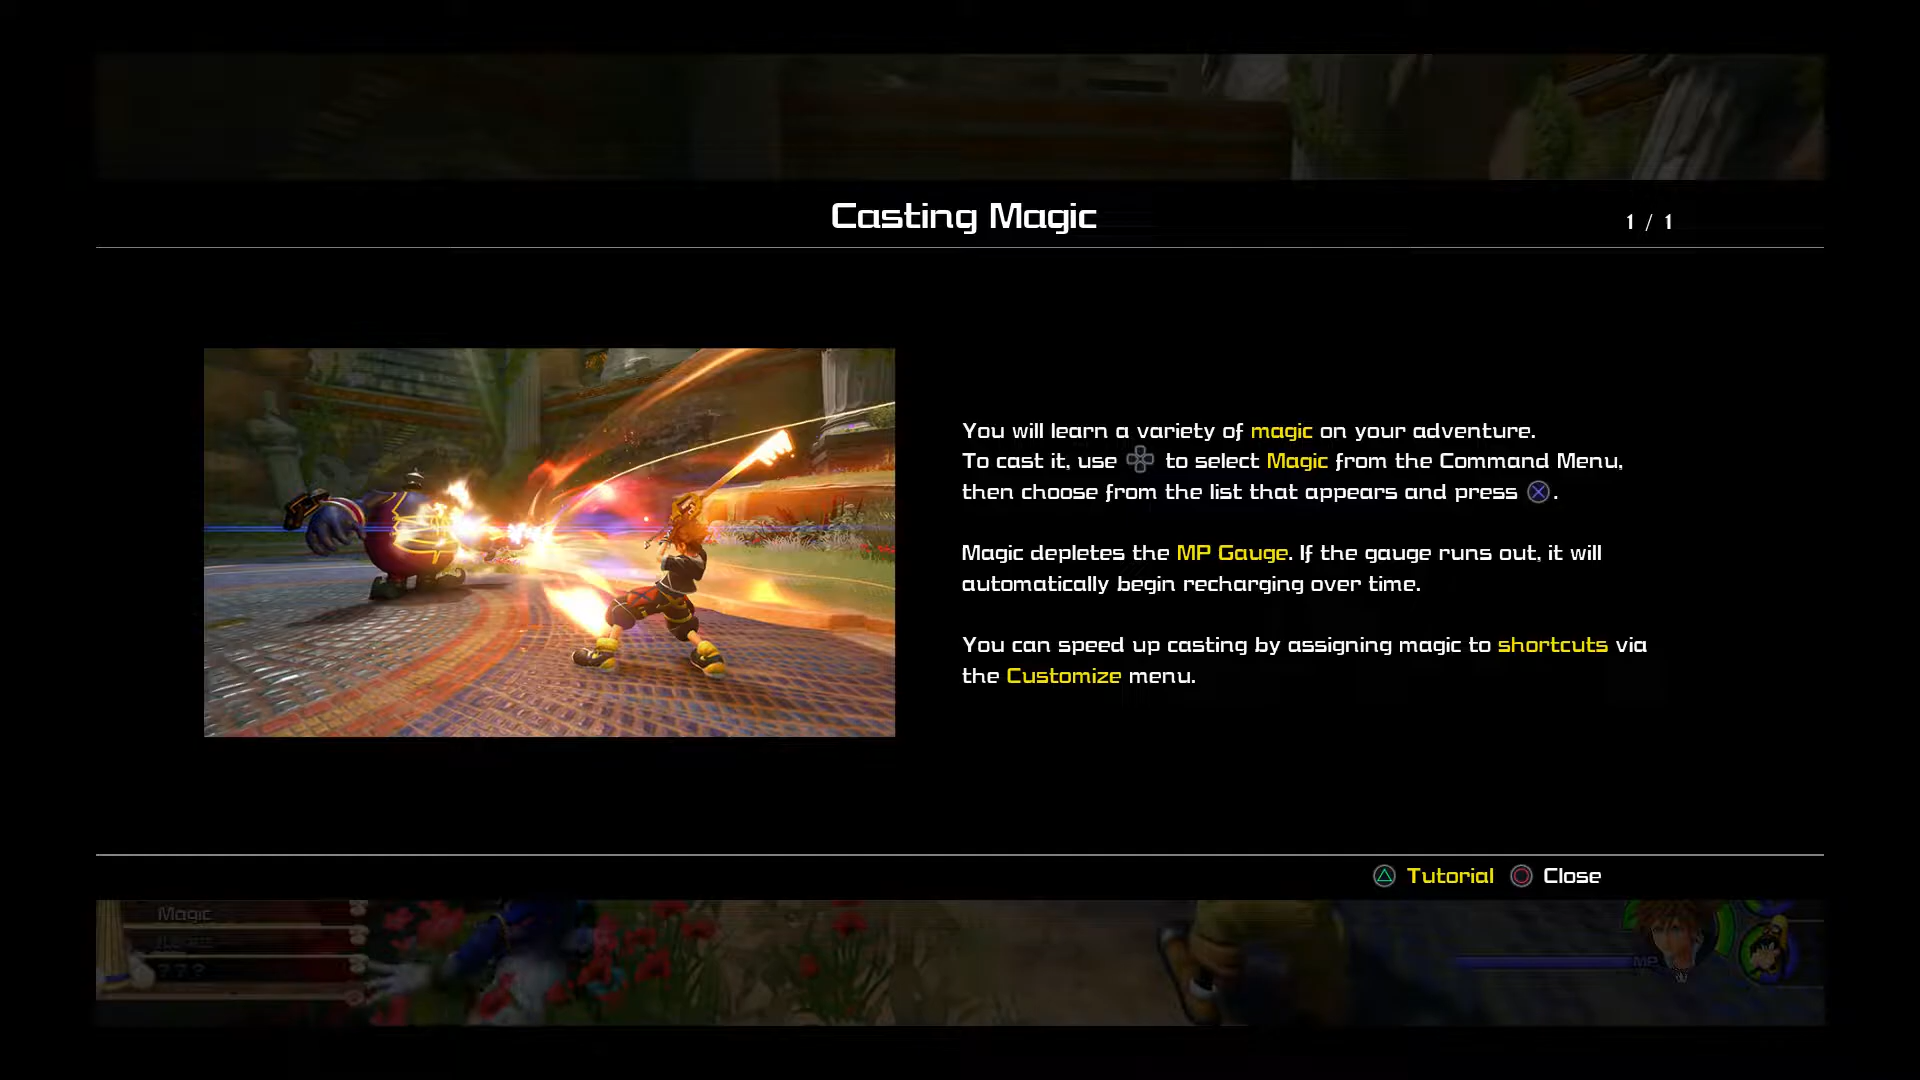 Casting Magic
1 / 1
You will learn a variety of magic on your adventure.
To cast it, use to select Magic from the Command Menu,
then choose from the list that appears and press .
Magic depletes the MP Gauge. If the gauge runs out, it will
automatically begin recharging over time.
You can speed up casting by assigning magic to shortcuts via
the Customize menu.
Tutorial Close
Magic
???
MP